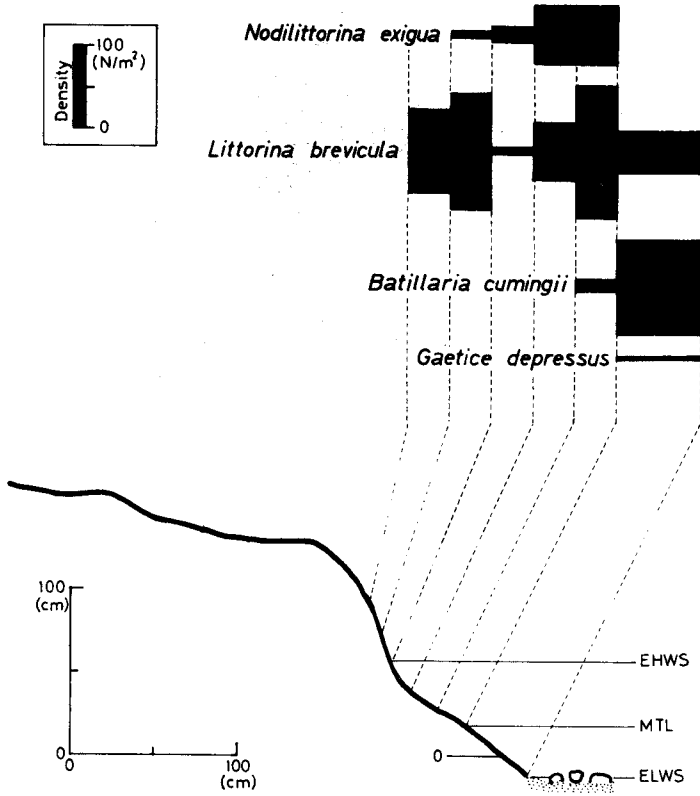 100
(N/m²)
Density
0
Nodilittorina exigua
Littorina brevicula
Batillaria cumingii
Gaetice depressus
100
(cm)
EHWS
MTL
0
0
ELWS
0
100
(cm)